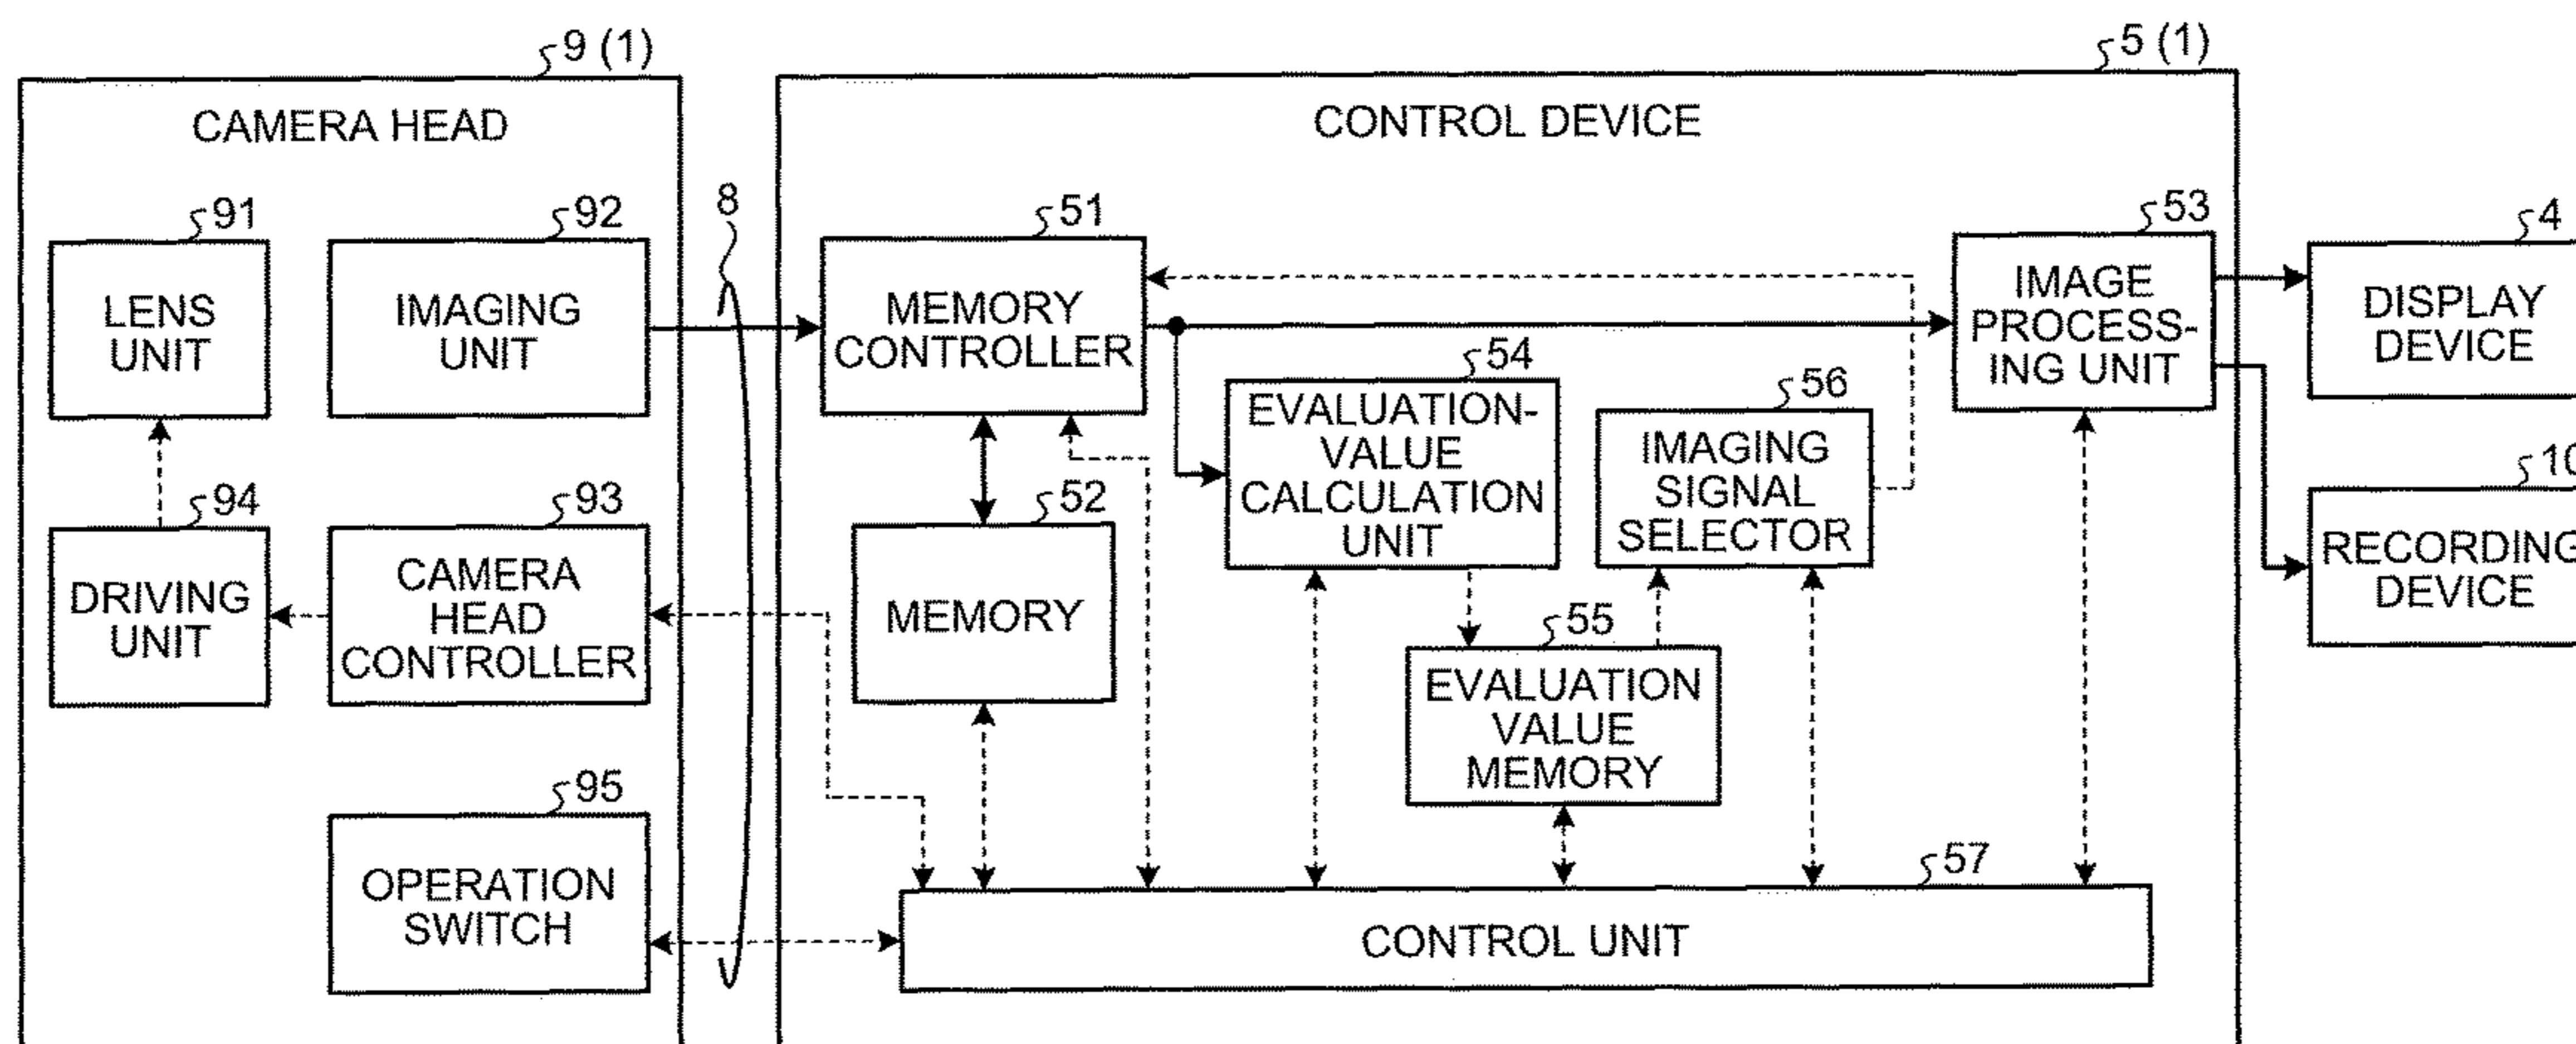 9 (1)
5 (1)
CAMERA HEAD
CONTROL DEVICE
91
92
8
51
53
4
LENS
UNIT
IMAGING
UNIT
MEMORY
CONTROLLER
IMAGE
PROCESS-
ING UNIT
DISPLAY
DEVICE
54
56
EVALUATION-
VALUE
CALCULATION
UNIT
IMAGING
SIGNAL
SELECTOR
94
93
52
10
DRIVING
UNIT
CAMERA
HEAD
CONTROLLER
MEMORY
RECORDING
DEVICE
55
EVALUATION
VALUE
MEMORY
95
57
OPERATION
SWITCH
CONTROL UNIT